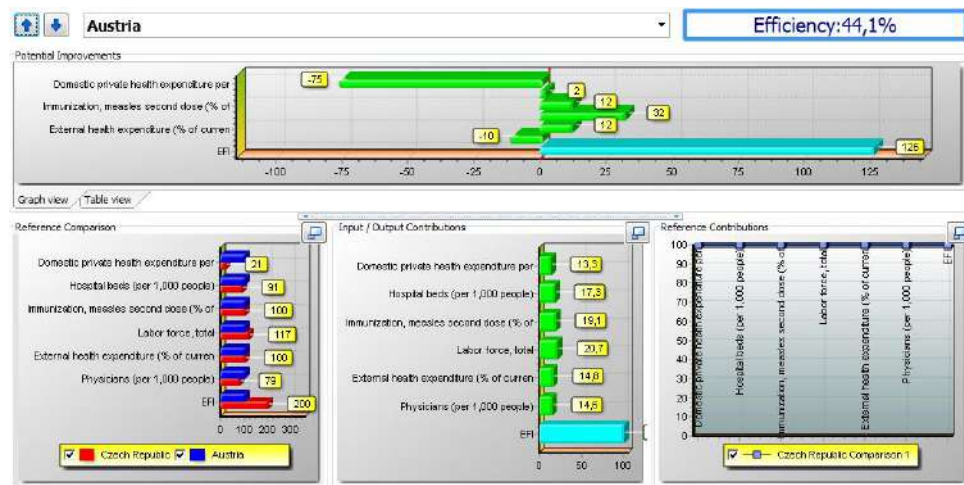 Austria
Efficiency:44,1%
Potential Improvements
Domestic private health expenditure per
Immunization, measles second dose (% of
External health expenditure (% of curren
EFI
-75
2
12
32
12
-10
126
-100 -75 -50 -25 0 25 50 75 100 125
Graph view
Table view
Reference Comparison
Domestic private health expenditure per
Hospital beds (per 1,000 people)
Immunization, measles second dose (% of
Labor force, total
External health expenditure (% of curren
Physicians (per 1,000 people)
EFI
21
91
100
117
100
79
200
0 100 200 300
Czech Republic
Austria
Input / Output Contributions
Domestic private health expenditure per
Hospital beds (per 1,000 people)
Immunization, measles second dose (% of
Labor force, total
External health expenditure (% of curren
Physicians (per 1,000 people)
EFI
13,3
17,3
19,1
20,7
14,8
14,6
0 50 100
Reference Contributions
100
90
80
70
60
50
40
30
20
10
0
Domestic private health expenditure per
Hospital beds (per 1,000 people)
Immunization, measles second dose (% of
Labor force, total
External health expenditure (% of curren
Physicians (per 1,000 people)
EFI
Czech Republic Comparison 1